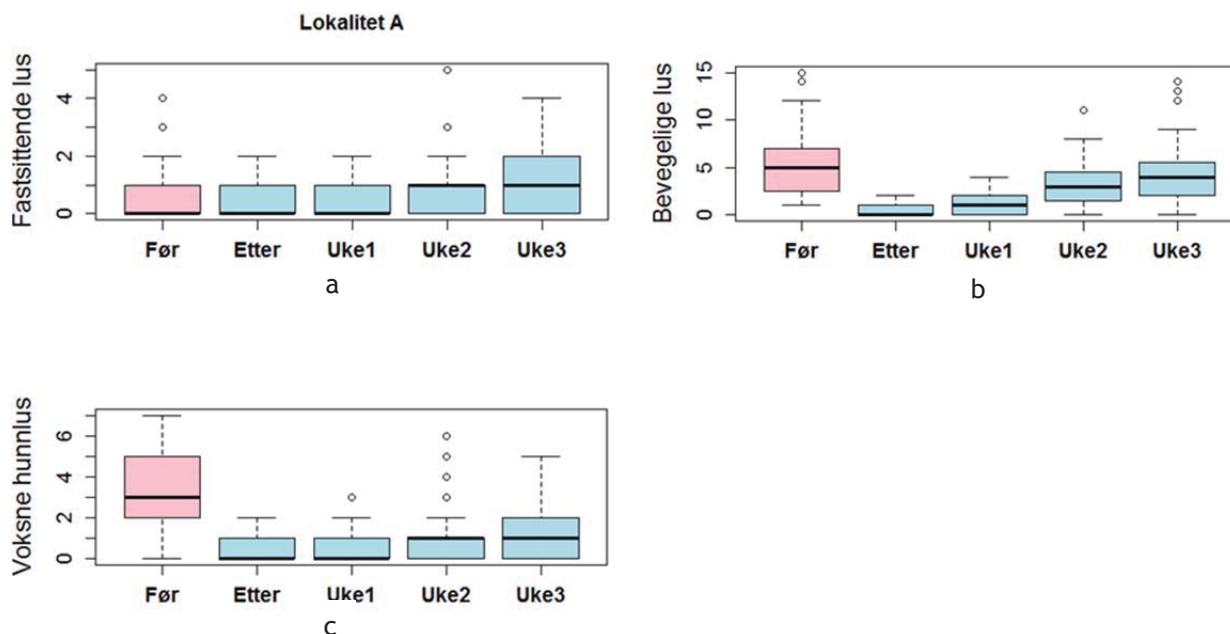 Lokalitet A
Fastsittende lus
4
2
0
Før Etter Uke1 Uke2 Uke3
a
Bevegelige lus
15
10
5
0
Før Etter Uke1 Uke2 Uke3
b
Voksne hunnlus
6
4
2
0
Før Etter Uke1 Uke2 Uke3
c